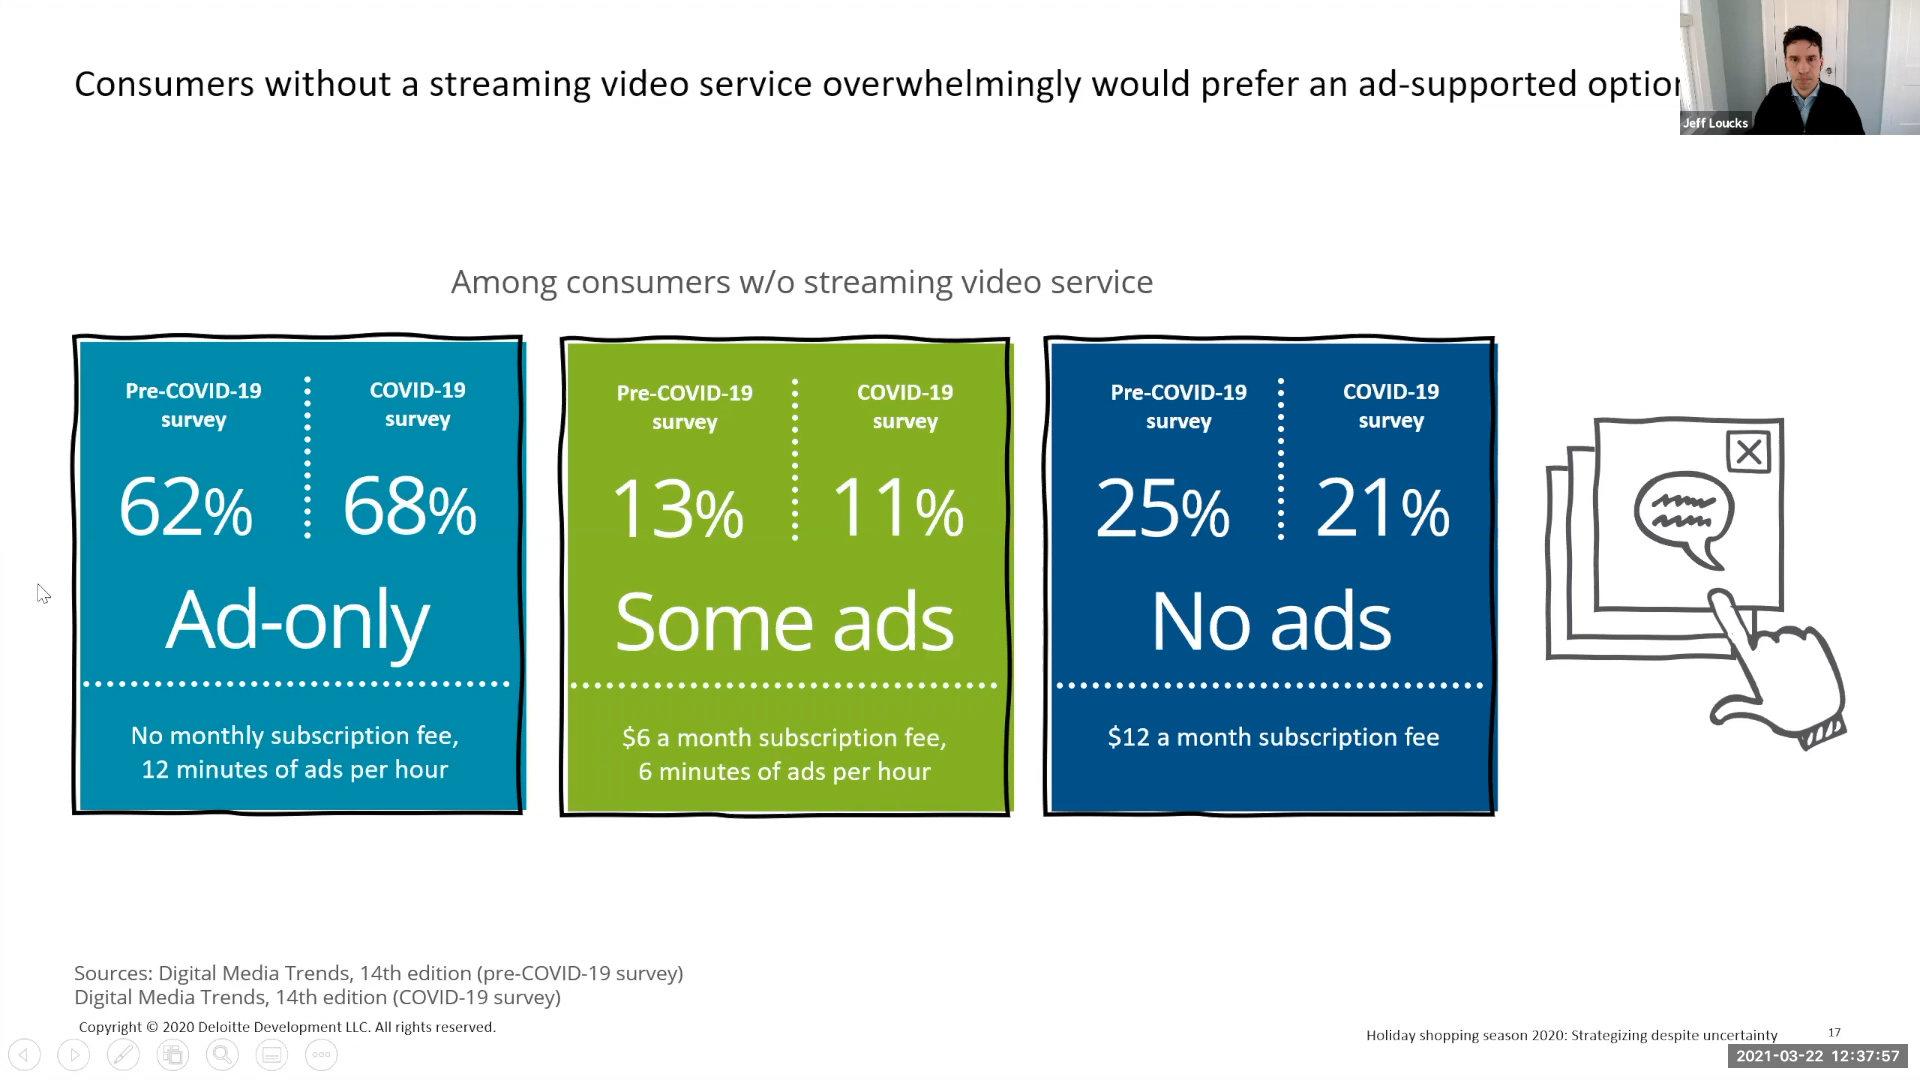 Consumers without a streaming video service overwhelmingly would prefer an ad-supported option
Jeff Loucks
Among consumers w/o streaming video service
Pre-COVID-19
survey
COVID-19
survey
62%
68%
Ad-only
No monthly subscription fee,
12 minutes of ads per hour
Pre-COVID-19
survey
COVID-19
survey
13%
11%
Some ads
$6 a month subscription fee,
6 minutes of ads per hour
Pre-COVID-19
survey
COVID-19
survey
25%
21%
No ads
$12 a month subscription fee
Sources: Digital Media Trends, 14th edition (pre-COVID-19 survey)
Digital Media Trends, 14th edition (COVID-19 survey)
Copyright © 2020 Deloitte Development LLC. All rights reserved.
Holiday shopping season 2020: Strategizing despite uncertainty
17
2021-03-22 12:37:57